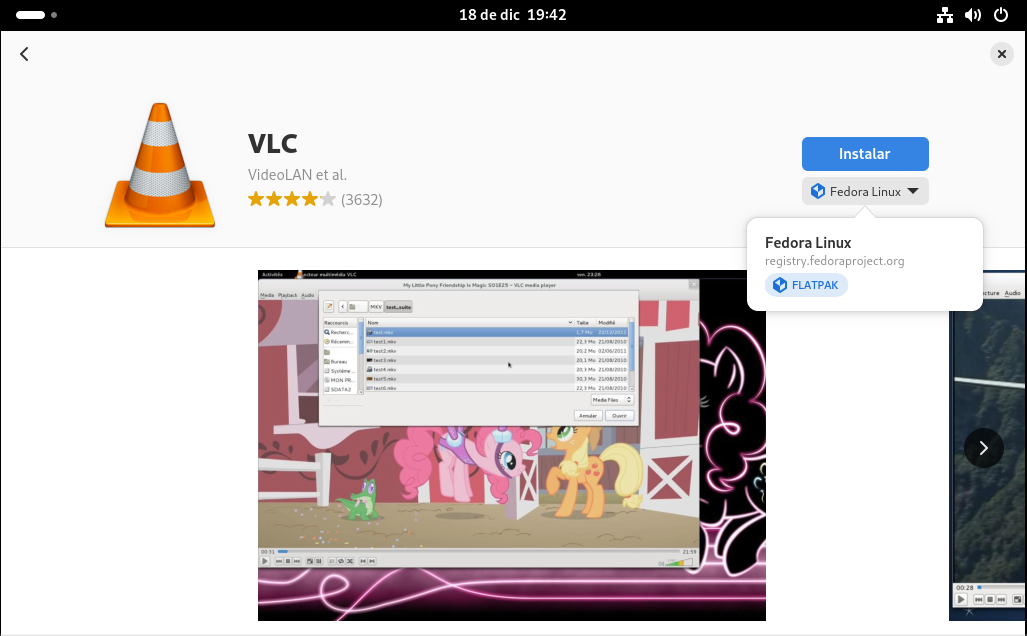 18 de dic 19:42
VLC
VideoLAN et al.
(3632)
Instalar
Fedora Linux
Fedora Linux
registry.fedoraproject.org
FLATPAK
Activités lecteur multimédia VLC ven. 23:28
My Little Pony Friendship is Magic S01E25 - VLC media player
Media Playback Audio
MKV test_suite
Raccourcis Nom Taille Modifié
Recherc... test.mkv 1,7 Mo 22/12/2011
Récemm... test1.mkv 22,3 Mo 21/08/2010
test2.mkv 20,2 Mo 02/06/2011
Bureau test3.mkv 20,1 Mo 21/08/2010
Système... test4.mkv 21/08/2010
MON PR... test5.mkv 30,3 Mo 21/08/2010
SDATA2 test6.mkv 22,3 Mo 21/08/2010
Media Files
Annuler Ouvrir
00:31 21:59
Audio
00:28